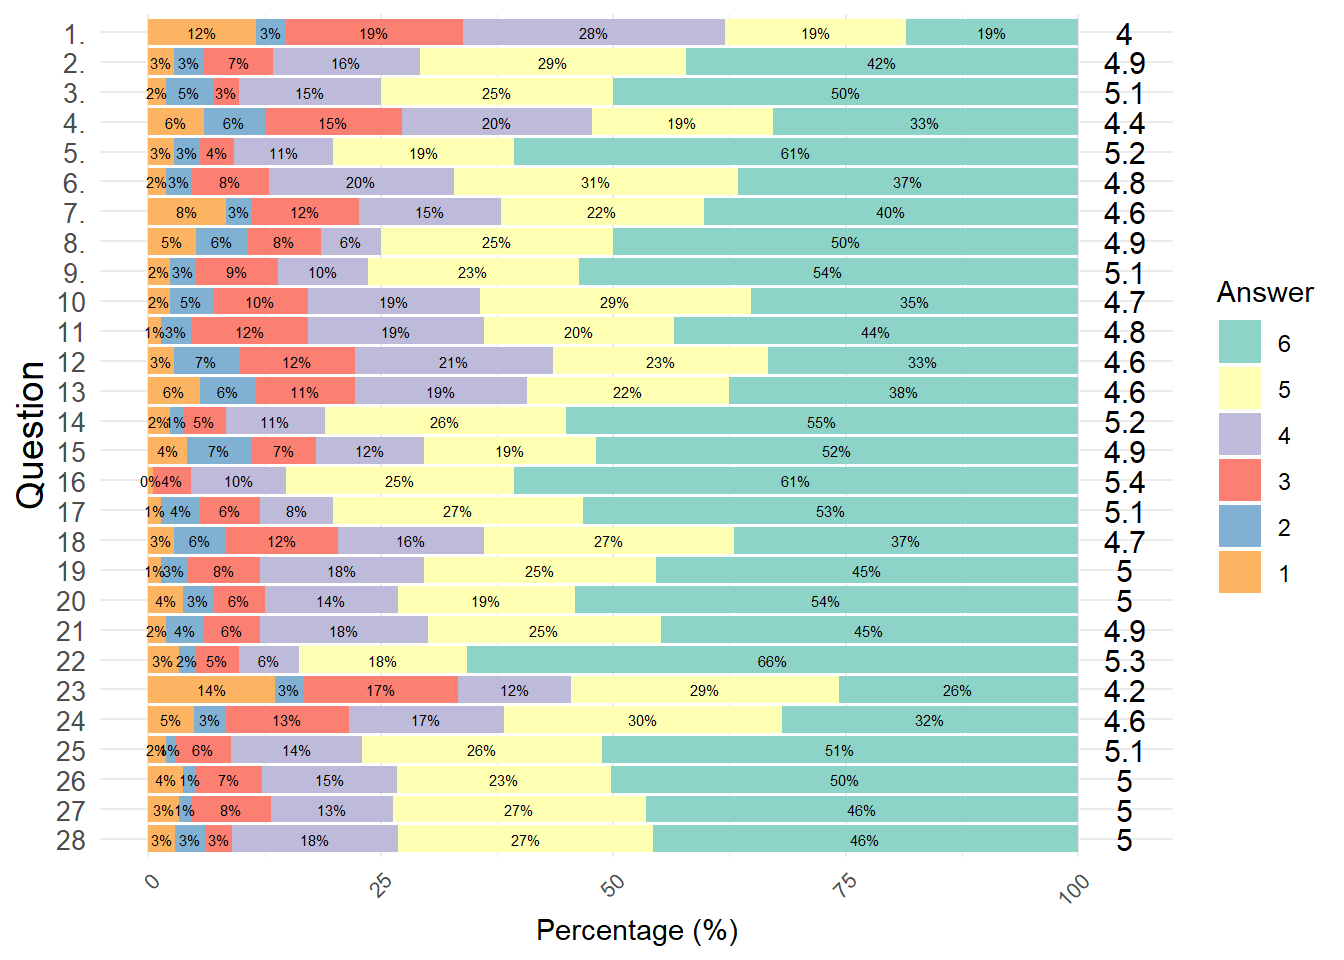 1. 12% 3% 19% 28% 19% 19% 4
2. 3% 3% 7% 16% 29% 42% 4.9
3. 2% 5% 3% 15% 25% 50% 5.1
4. 6% 6% 15% 20% 19% 33% 4.4
5. 3% 3% 4% 11% 19% 61% 5.2
6. 2% 3% 8% 20% 31% 37% 4.8
7. 8% 3% 12% 15% 22% 40% 4.6
8. 5% 6% 8% 6% 25% 50% 4.9
9. 2% 3% 9% 10% 23% 54% 5.1
10 2% 5% 10% 19% 29% 35% 4.7
11 1% 3% 12% 19% 20% 44% 4.8
12 3% 7% 12% 21% 23% 33% 4.6
13 6% 6% 11% 19% 22% 38% 4.6
14 2% 1% 5% 11% 26% 55% 5.2
15 4% 7% 7% 12% 19% 52% 4.9
16 0% 4% 10% 25% 61% 5.4
17 1% 4% 6% 8% 27% 53% 5.1
18 3% 6% 12% 16% 27% 37% 4.7
19 1% 3% 8% 18% 25% 45% 5
20 4% 3% 6% 14% 19% 54% 5
21 2% 4% 6% 18% 25% 45% 4.9
22 3% 2% 5% 6% 18% 66% 5.3
23 14% 3% 17% 12% 29% 26% 4.2
24 5% 3% 13% 17% 30% 32% 4.6
25 2% 1% 6% 14% 26% 51% 5.1
26 4% 1% 7% 15% 23% 50% 5
27 3% 1% 8% 13% 27% 46% 5
28 3% 3% 3% 18% 27% 46% 5
0 25 50 75 100
Percentage (%)
Question
Answer
6
5
4
3
2
1